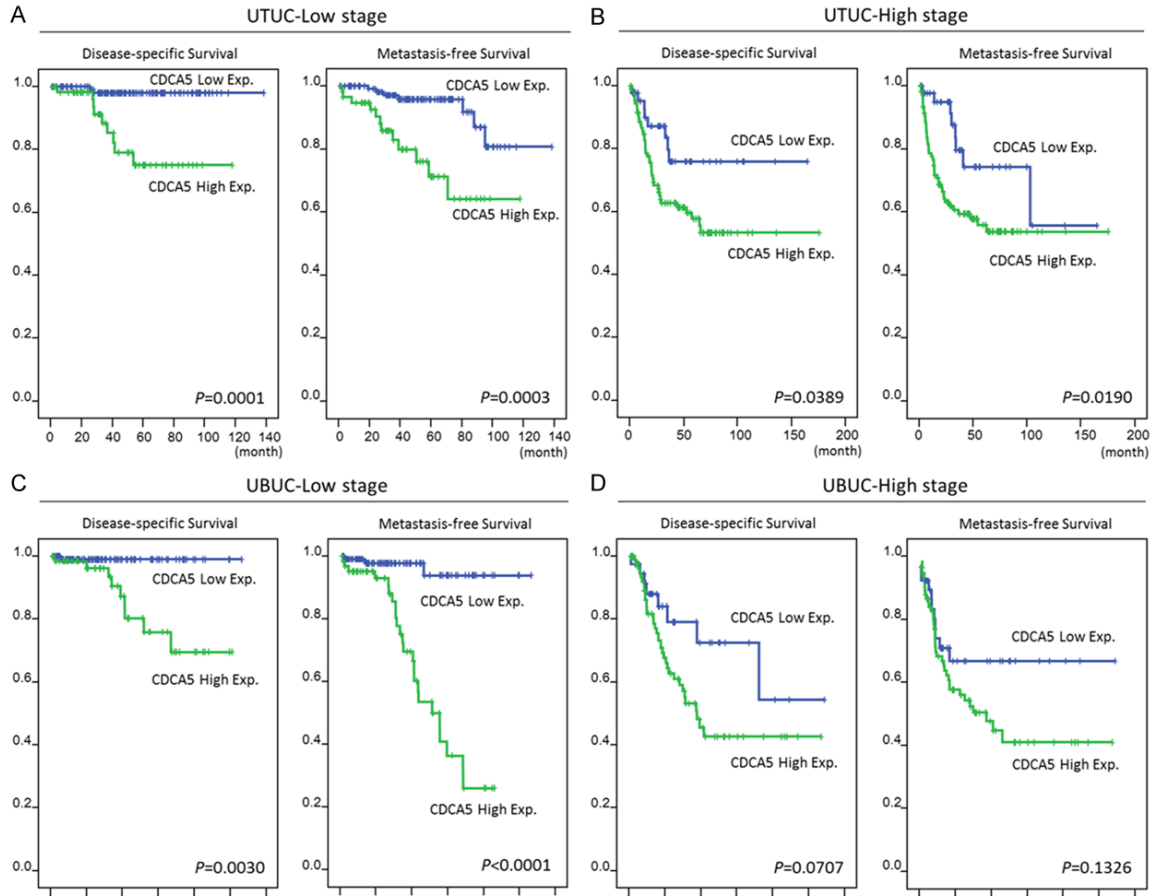 A
UTUC-Low stage
Disease-specific Survival
Metastasis-free Survival
1.0
0.8
0.6
0.4
0.2
0.0
CDCA5 Low Exp.
CDCA5 High Exp.
P=0.0001
0 20 40 60 80 100 120 140
(month)
1.0
0.8
0.6
0.4
0.2
0.0
CDCA5 Low Exp.
CDCA5 High Exp.
P=0.0003
0 20 40 60 80 100 120 140
(month)
B
UTUC-High stage
Disease-specific Survival
Metastasis-free Survival
1.0
0.8
0.6
0.4
0.2
0.0
CDCA5 Low Exp.
CDCA5 High Exp.
P=0.0389
0 50 100 150 200
(month)
1.0
0.8
0.6
0.4
0.2
0.0
CDCA5 Low Exp.
CDCA5 High Exp.
P=0.0190
0 50 100 150 200
(month)
C
UBUC-Low stage
Disease-specific Survival
Metastasis-free Survival
1.0
0.8
0.6
0.4
0.2
0.0
CDCA5 Low Exp.
CDCA5 High Exp.
P=0.0030
1.0
0.8
0.6
0.4
0.2
0.0
CDCA5 Low Exp.
CDCA5 High Exp.
P<0.0001
D
UBUC-High stage
Disease-specific Survival
Metastasis-free Survival
1.0
0.8
0.6
0.4
0.2
0.0
CDCA5 Low Exp.
CDCA5 High Exp.
P=0.0707
1.0
0.8
0.6
0.4
0.2
0.0
CDCA5 Low Exp.
CDCA5 High Exp.
P=0.1326